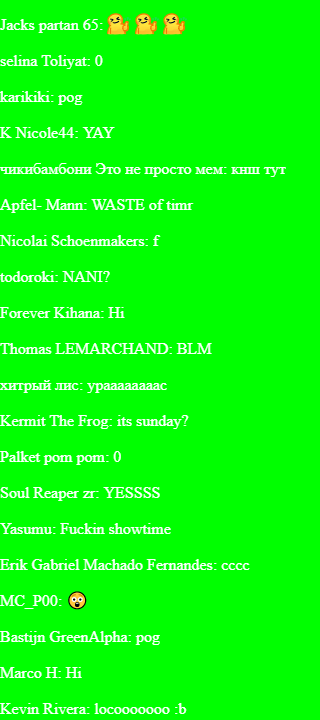 Jacks partan 65:
selina Toliyat: 0
karikiki: pog
K Nicole44: YAY
чикибамбони Это не просто мем: кнш тут
Apfel- Mann: WASTE of timr
Nicolai Schoenmakers: f
todoroki: NANI?
Forever Kihana: Hi
Thomas LEMARCHAND: BLM
хитрый лис: урааааааас
Kermit The Frog: its sunday?
Palket pom pom: 0
Soul Reaper zr: YESSSS
Yasumu: Fuckin showtime
Erik Gabriel Machado Fernandes: cccc
MC_P00:
Bastijn GreenAlpha: pog
Marco H: Hi
Kevin Rivera: locooooooo :b